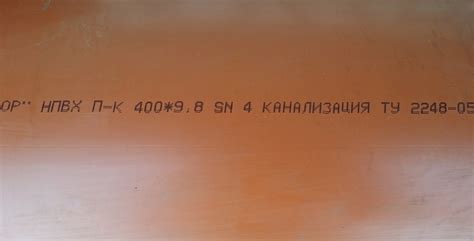 ОР" НПВХ П-К 400*9,8 SN 4 КАНАЛИЗАЦИЯ ТУ 2248-05